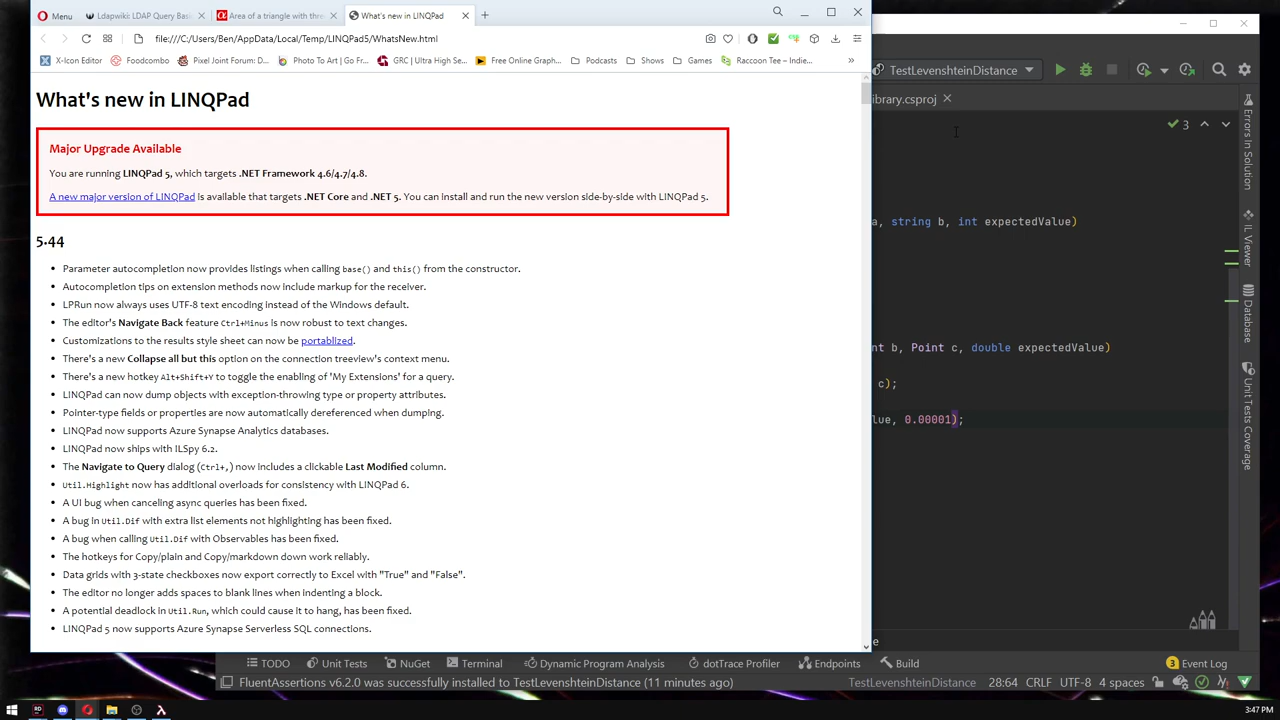 Menu
Ldapwiki: LDAP Query Basi
Area of a triangle with thre
What's new in LINQPad
file:///C:/Users/Ben/AppData/Local/Temp/LINQPad5/WhatsNew.html
X-Icon Editor
Foodcombo
Pixel Joint Forum: D...
Photo To Art | Go Fr...
GRC | Ultra High Se...
Free Online Graph...
Podcasts
Shows
Games
Raccoon Tee – Indie...
»
What's new in LINQPad
Major Upgrade Available
You are running LINQPad 5, which targets .NET Framework 4.6/4.7/4.8.
A new major version of LINQPad is available that targets .NET Core and .NET 5. You can install and run the new version side-by-side with LINQPad 5.
5.44
• Parameter autocompletion now provides listings when calling base() and this() from the constructor.
• Autocompletion tips on extension methods now include markup for the receiver.
• LPRun now always uses UTF-8 text encoding instead of the Windows default.
• The editor's Navigate Back feature Ctrl+Minus is now robust to text changes.
• Customizations to the results style sheet can now be portablized.
• There's a new Collapse all but this option on the connection treeview's context menu.
• There's a new hotkey Alt+Shift+Y to toggle the enabling of 'My Extensions' for a query.
• LINQPad can now dump objects with exception-throwing type or property attributes.
• Pointer-type fields or properties are now automatically dereferenced when dumping.
• LINQPad now supports Azure Synapse Analytics databases.
• LINQPad now ships with ILSpy 6.2.
• The Navigate to Query dialog (Ctrl+,) now includes a clickable Last Modified column.
• Util.Highlight now has additional overloads for consistency with LINQPad 6.
• A UI bug when canceling async queries has been fixed.
• A bug in Util.Dif with extra list elements not highlighting has been fixed.
• A bug when calling Util.Dif with Observables has been fixed.
• The hotkeys for Copy/plain and Copy/markdown down work reliably.
• Data grids with 3-state checkboxes now export correctly to Excel with "True" and "False".
• The editor no longer adds spaces to blank lines when indenting a block.
• A potential deadlock in Util.Run, which could cause it to hang, has been fixed.
• LINQPad 5 now supports Azure Synapse Serverless SQL connections.
TestLevenshteinDistance
ibrary.csproj
3
a, string b, int expectedValue)
nt b, Point c, double expectedValue)
c);
lue, 0.00001);
e
Errors In Solution
IL Viewer
Database
Unit Tests Coverage
TODO
Unit Tests
NuGet
Terminal
Dynamic Program Analysis
dotTrace Profiler
Endpoints
Build
3 Event Log
FluentAssertions v6.2.0 was successfully installed to TestLevenshteinDistance (11 minutes ago)
TestLevenshteinDistance
28:64
CRLF
UTF-8
4 spaces
RD
3:47 PM